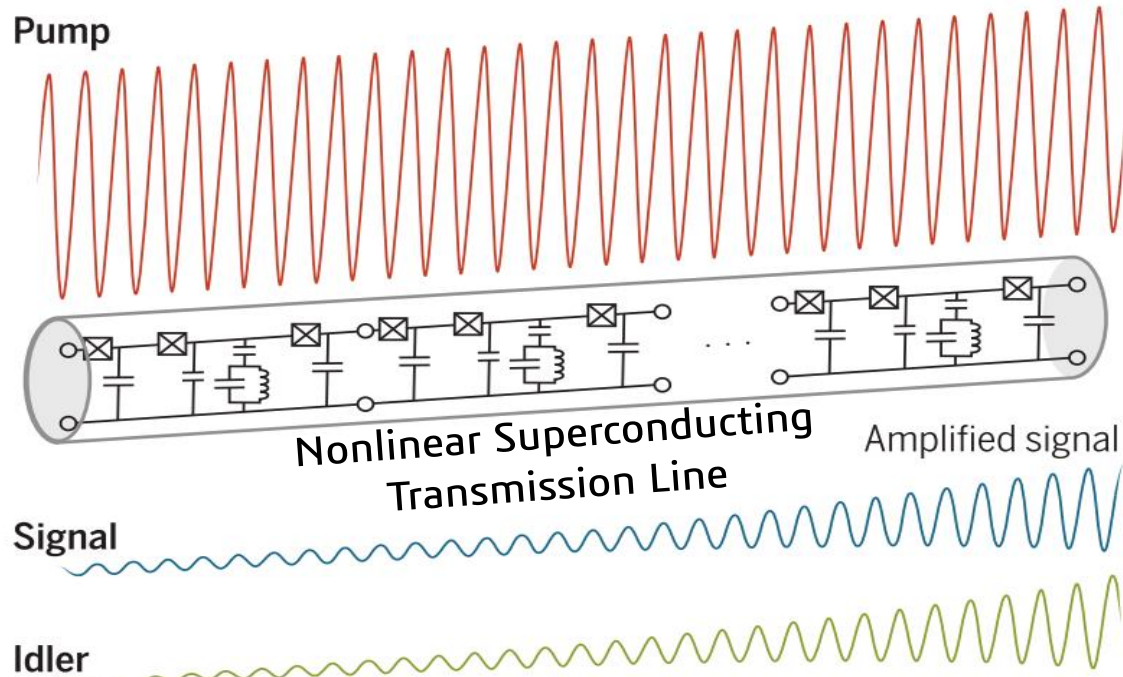 Pump
. . .
Nonlinear Superconducting
Transmission Line
Amplified signal
Signal
Idler